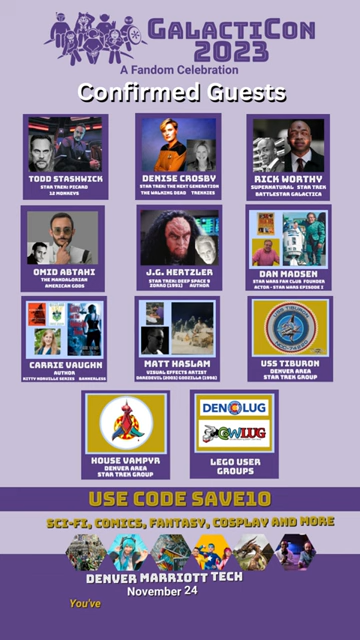 GALACTICON
2023
A Fandom Celebration
Confirmed Guests
TODD STASHWICK
STAR TREK: PICARD
12 MONKEYS
DENISE CROSBY
STAR TREK: THE NEXT GENERATION
THE WALKING DEAD TREKKIES
RICK WORTHY
SUPERNATURAL STAR TREK
BATTLESTAR GALACTICA
OMID ABTAHI
THE MANDALORIAN
AMERICAN GODS
J.G. HERTZLER
STAR TREK: DEEP SPACE 9
ZORRO (1991) AUTHOR
DAN MADSEN
STAR WARS FAN CLUB FOUNDER
ACTOR - STAR WARS EPISODE I
CARRIE VAUGHN
AUTHOR
KITTY NORVILLE SERIES BANNERLESS
MATT HASLAM
VISUAL EFFECTS ARTIST
DAREDEVIL (2003) GODZILLA (1998)
USS TIBURON
DENVER AREA
STAR TREK GROUP
HOUSE VAMPYR
DENVER AREA
STAR TREK GROUP
DENCOLUG
COWLUG
LEGO USER
GROUPS
USE CODE SAVE10
SCI-FI, COMICS, FANTASY, COSPLAY AND MORE
DENVER MARRIOTT TECH
November 24
You've